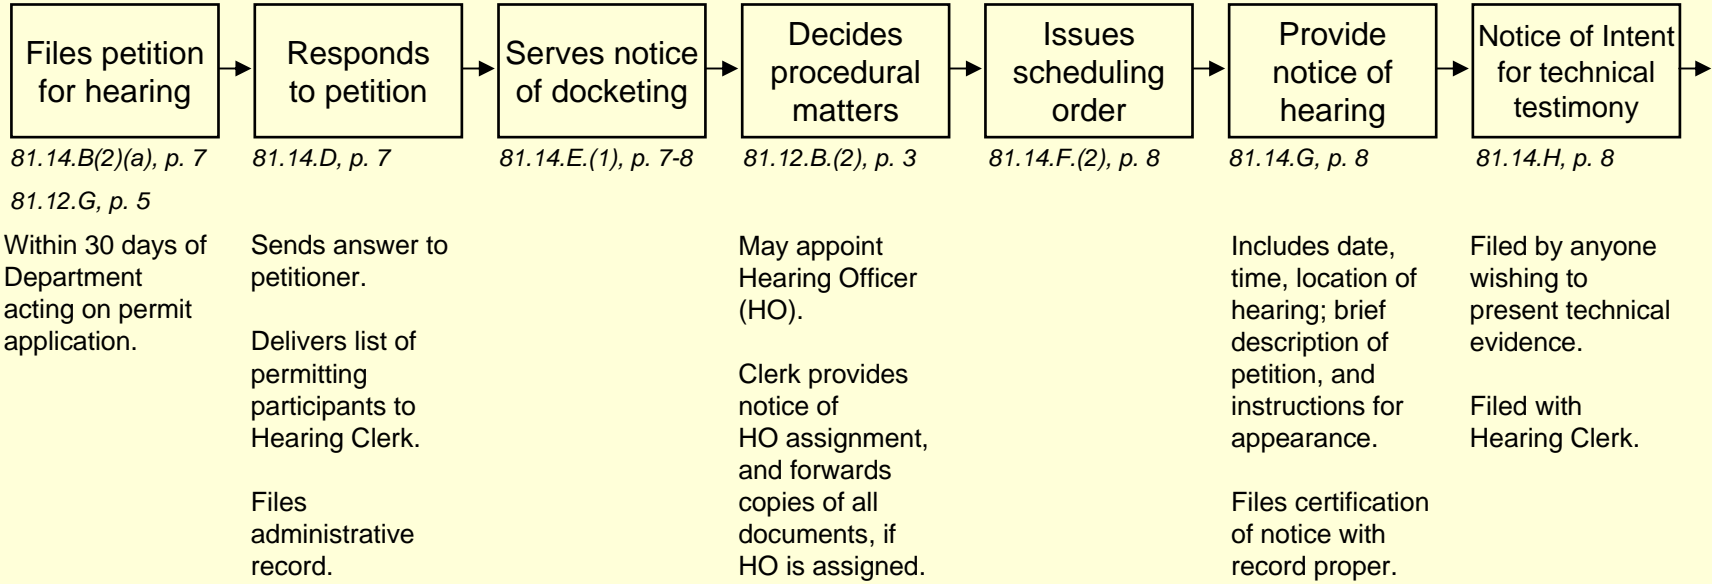 Files petition
for hearing
81.14.B(2)(a), p. 7
81.12.G, p. 5
Within 30 days of
Department
acting on permit
application.
Responds
to petition
81.14.D, p. 7
Sends answer to
petitioner.
Delivers list of
permitting
participants to
Hearing Clerk.
Files
administrative
record.
Serves notice
of docketing
81.14.E.(1), p. 7-8
Decides
procedural
matters
81.12.B.(2), p. 3
May appoint
Hearing Officer
(HO).
Clerk provides
notice of
HO assignment,
and forwards
copies of all
documents, if
HO is assigned.
Issues
scheduling
order
81.14.F.(2), p. 8
Provide
notice of
hearing
81.14.G, p. 8
Includes date,
time, location of
hearing; brief
description of
petition, and
instructions for
appearance.
Files certification
of notice with
record proper.
Notice of Intent
for technical
testimony
81.14.H, p. 8
Filed by anyone
wishing to
present technical
evidence.
Filed with
Hearing Clerk.